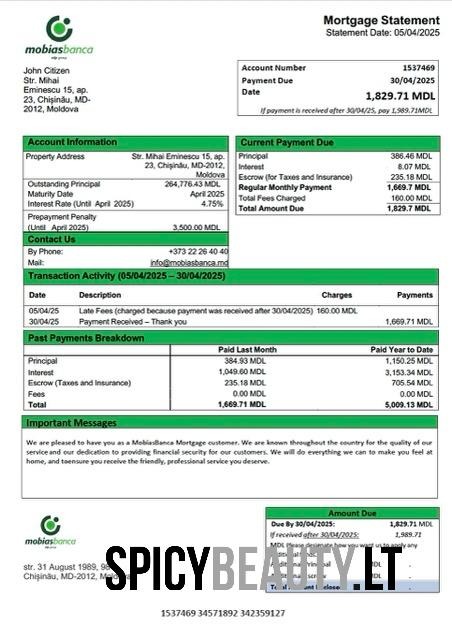 mobiasbanca
otp group
Mortgage Statement
Statement Date: 05/04/2025
John Citizen
Str. Mihai
Eminescu 15, ap.
23, Chișinău, MD-
2012, Moldova
Account Number 1537469
Payment Due 30/04/2025
Date 1,829.71 MDL
If payment is received after 30/04/25, pay 1,989.71MDL
Account Information
Property Address Str. Mihai Eminescu 15, ap.
23, Chișinău, MD-2012,
Moldova
Outstanding Principal 264,776.43 MDL
Maturity Date April 2025
Interest Rate (Until April 2025) 4.75%
Prepayment Penalty
(Until April 2025) 3,500.00 MDL
Contact Us
By Phone: +373 22 26 40 40
Mail: info@mobiasbanca.md
Current Payment Due
Principal 386.46 MDL
Interest 8.07 MDL
Escrow (for Taxes and Insurance) 235.18 MDL
Regular Monthly Payment 1,669.7 MDL
Total Fees Charged 160.00 MDL
Total Amount Due 1,829.7 MDL
Transaction Activity (05/04/2025 – 30/04/2025)
Date Description Charges Payments
05/04/25 Late Fees (charged because payment was received after 30/04/2025) 160.00 MDL
30/04/25 Payment Received – Thank you 1,669.71 MDL
Past Payments Breakdown
Paid Last Month Paid Year to Date
Principal 384.93 MDL 1,150.25 MDL
Interest 1,049.60 MDL 3,153.34 MDL
Escrow (Taxes and Insurance) 235.18 MDL 705.54 MDL
Fees 0.00 MDL 0.00 MDL
Total 1,669.71 MDL 5,009.13 MDL
Important Messages
We are pleased to have you as a MobiasBanca Mortgage customer. We are known throughout the country for the quality of our
service and our dedication to providing financial security for our customers. We will do everything we can to make you feel at
home, and toensure you receive the friendly, professional service you deserve.
mobiasbanca
otp group
str. 31 August 1989, 98
Chișinău, MD-2012, Moldova
Amount Due
Due By 30/04/2025: 1,829.71 MDL
If received after 30/04/25: 1,989.71
MDL Please designate how you want us to apply any
Additional Principal
Total Amount Enclosed
SPICYBEAUTY.LT
1537469 34571892 342359127